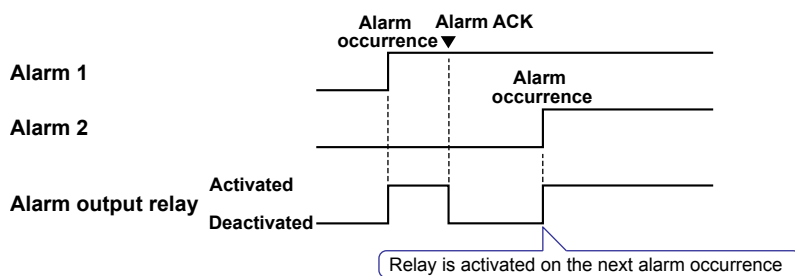 Alarm
occurrence
Alarm ACK
Alarm 1
Alarm
occurrence
Alarm 2
Alarm output relay
Activated
Deactivated
Relay is activated on the next alarm occurrence